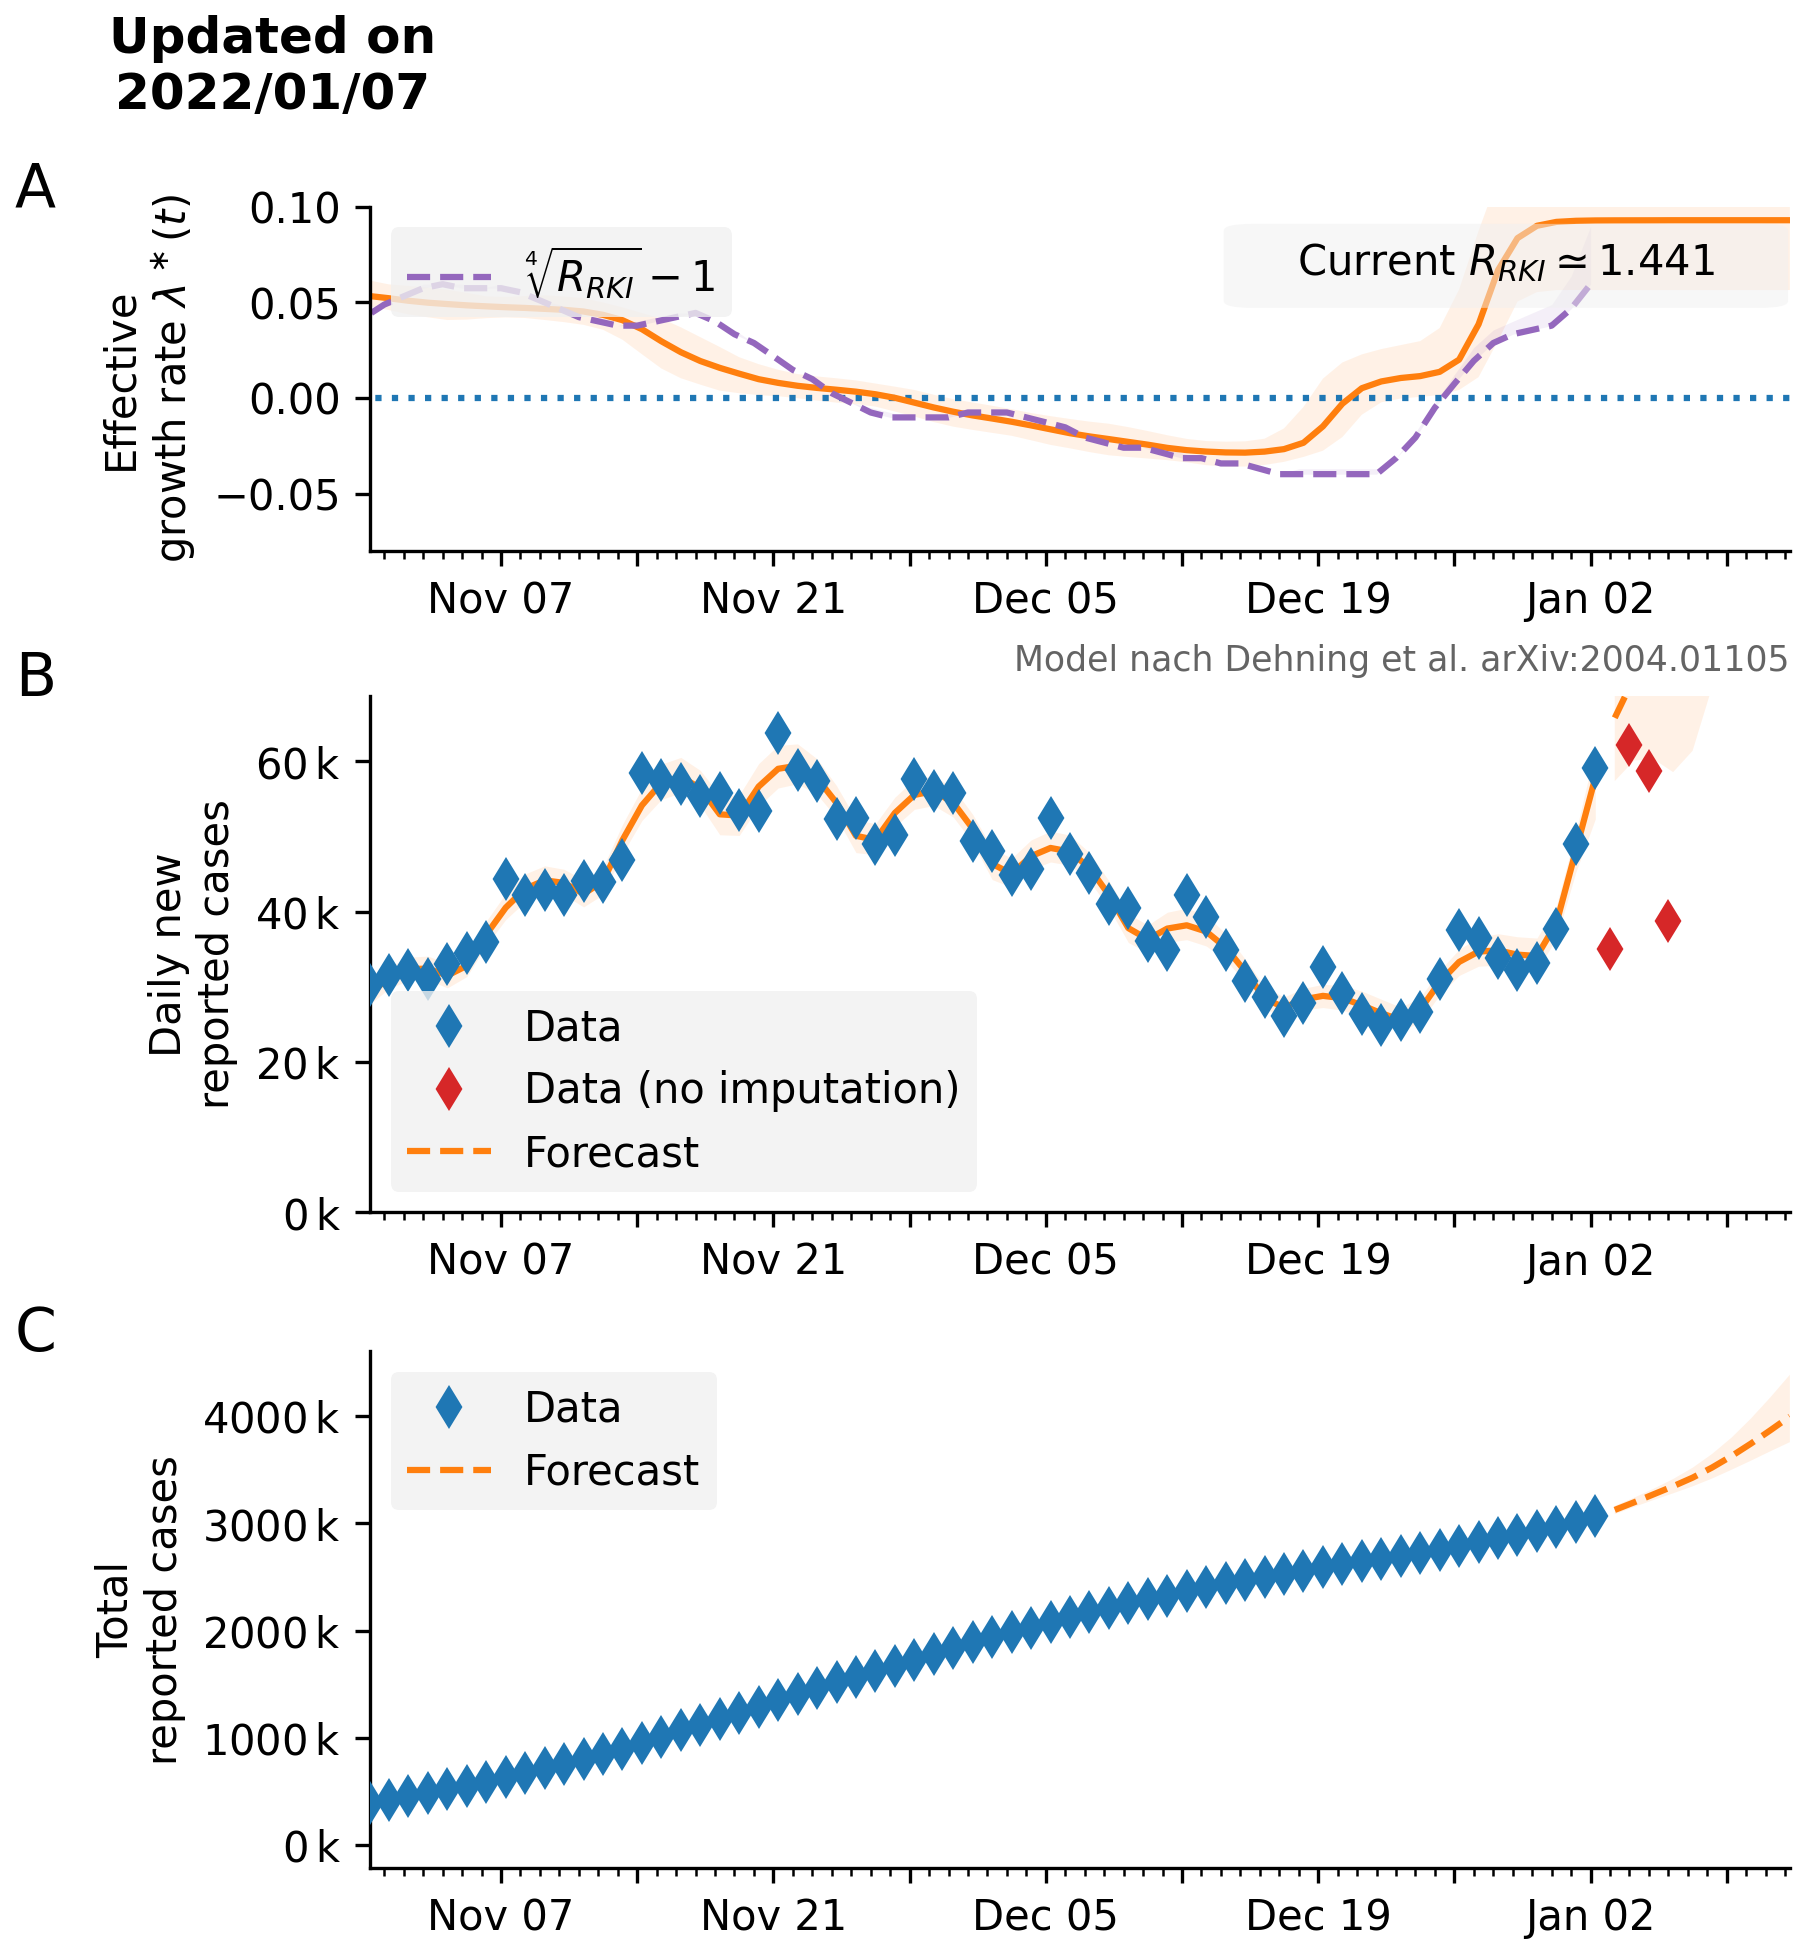 Updated on
2022/01/07
A
Effective
growth rate λ * (t)
0.10
0.05
0.00
−0.05
∜R_RKI − 1
Current R_RKI ≃ 1.441
Nov 07 Nov 21 Dec 05 Dec 19 Jan 02
Model nach Dehning et al. arXiv:2004.01105
B
Daily new
reported cases
60 k
40 k
20 k
0 k
Data
Data (no imputation)
Forecast
Nov 07 Nov 21 Dec 05 Dec 19 Jan 02
C
Total
reported cases
4000 k
3000 k
2000 k
1000 k
0 k
Data
Forecast
Nov 07 Nov 21 Dec 05 Dec 19 Jan 02